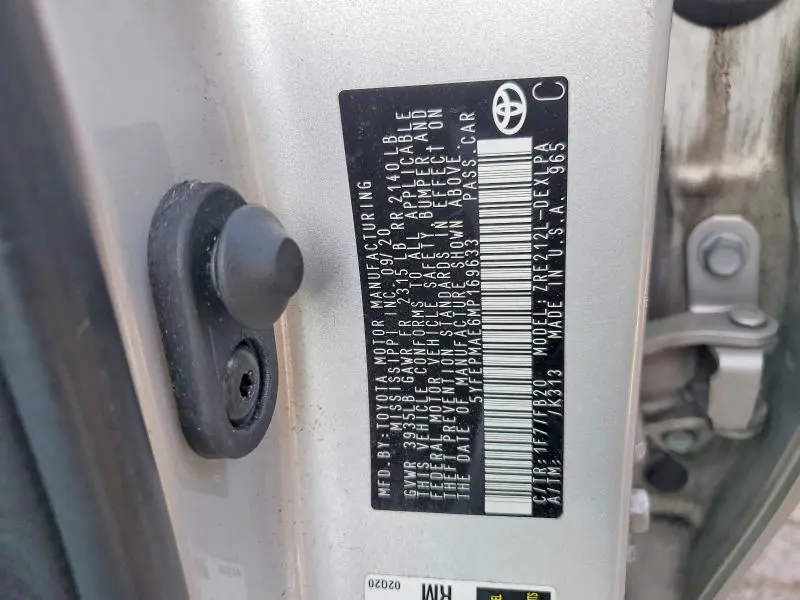 MFD. BY: TOYOTA MOTOR MANUFACTURING
MISSISSIPPI INC. 09/20
GVWR 3935LB GAWR FR 2315 LB RR 2140 LB
THIS VEHICLE CONFORMS TO ALL APPLICABLE
FEDERAL MOTOR VEHICLE SAFETY, BUMPER AND
THEFT PREVENTION STANDARDS IN EFFECT ON
THE DATE OF MANUFACTURE SHOWN ABOVE.
5YFEPMAE6MP169633 PASS. CAR
C/TR: 1F7/FB20 MODEL: ZRE212L-DEXLPA
A/TM: /K313 MADE IN U.S.A. 965
C
02Q20
RM